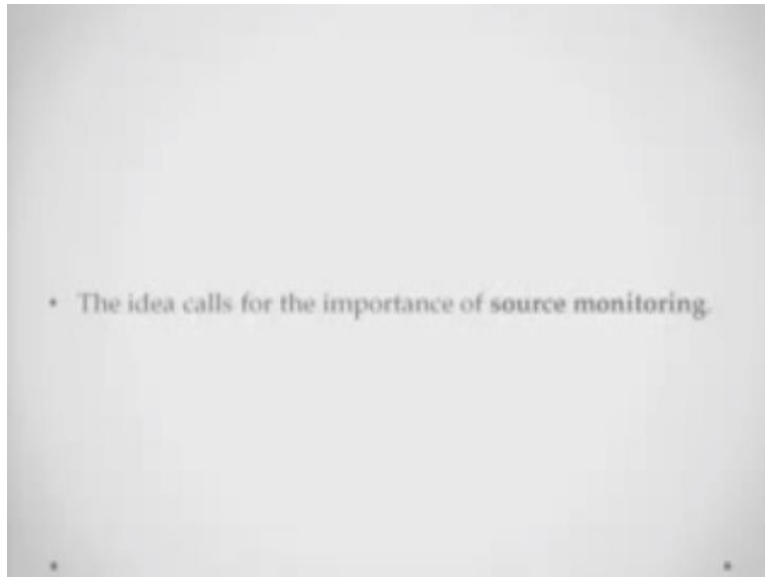 • The idea calls for the importance of source monitoring.